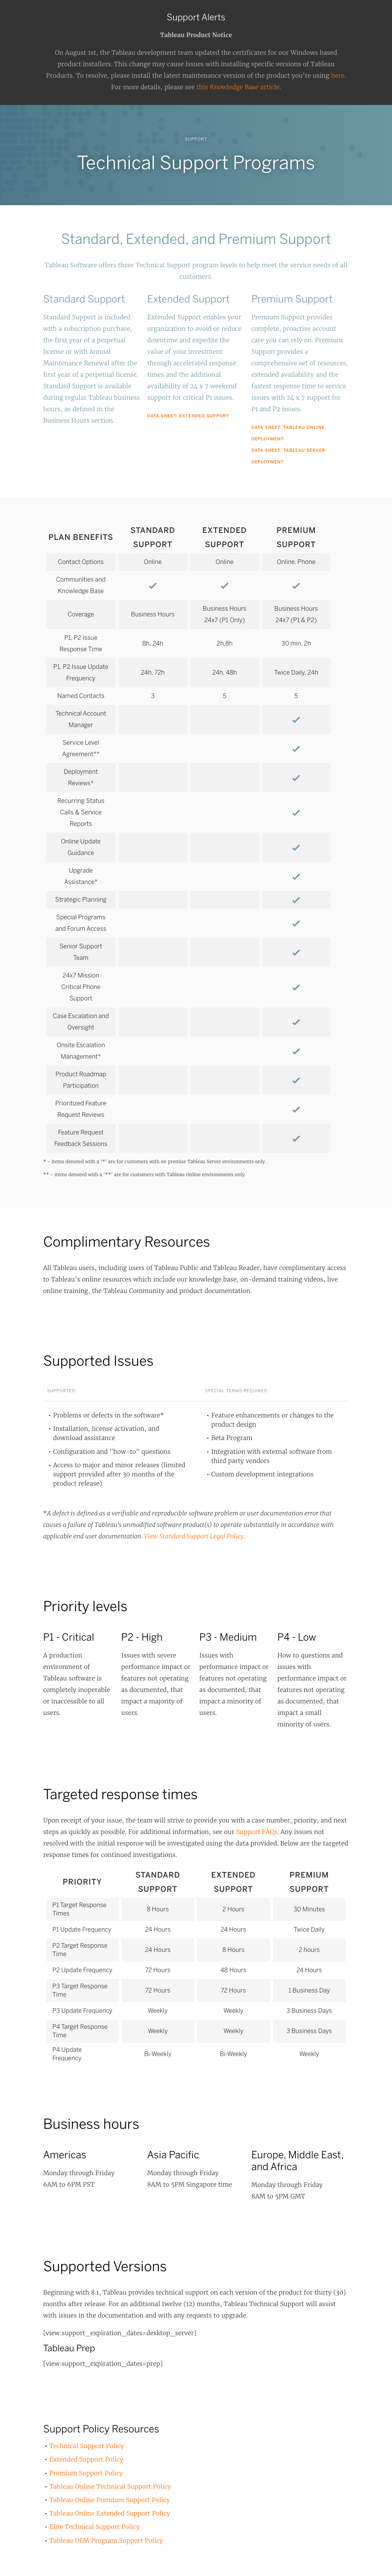 Support Alerts
Tableau Product Notice
On August 1st, the Tableau development team updated the certificates for our Windows based
product installers. This change may cause issues with installing specific versions of Tableau
Products. To resolve, please install the latest maintenance version of the product you're using here.
For more details, please see this Knowledge Base article.
SUPPORT
Technical Support Programs
Standard, Extended, and Premium Support
Tableau Software offers three Technical Support program levels to help meet the service needs of all
customers.
Standard Support
Standard Support is included
with a subscription purchase,
the first year of a perpetual
license or with Annual
Maintenance Renewal after the
first year of a perpetual license.
Standard Support is available
during regular Tableau business
hours, as defined in the
Business Hours section.
Extended Support
Extended Support enables your
organization to avoid or reduce
downtime and expedite the
value of your investment
through accelerated response
times and the additional
availability of 24 x 7 weekend
support for critical P1 issues.
DATA SHEET: EXTENDED SUPPORT
Premium Support
Premium Support provides
complete, proactive account
care you can rely on. Premium
Support provides a
comprehensive set of resources,
extended availability and the
fastest response time to service
issues with 24 x 7 support for
P1 and P2 issues.
DATA SHEET: TABLEAU ONLINE
DEPLOYMENT
DATA SHEET: TABLEAU SERVER
DEPLOYMENT
PLAN BENEFITS STANDARD SUPPORT EXTENDED SUPPORT PREMIUM SUPPORT
Contact Options Online Online Online, Phone
Communities and Knowledge Base ✓ ✓ ✓
Coverage Business Hours Business Hours 24x7 (P1 Only) Business Hours 24x7 (P1 & P2)
P1, P2 Issue Response Time 8h, 24h 2h,8h 30 min, 2h
P1, P2 Issue Update Frequency 24h, 72h 24h, 48h Twice Daily, 24h
Named Contacts 3 5 5
Technical Account Manager ✓
Service Level Agreement** ✓
Deployment Reviews* ✓
Recurring Status Calls & Service Reports ✓
Online Update Guidance ✓
Upgrade Assistance* ✓
Strategic Planning ✓
Special Programs and Forum Access ✓
Senior Support Team ✓
24x7 Mission Critical Phone Support ✓
Case Escalation and Oversight ✓
Onsite Escalation Management* ✓
Product Roadmap Participation ✓
Prioritized Feature Request Reviews ✓
Feature Request Feedback Sessions ✓
* - items denoted with a '*' are for customers with on premise Tableau Server environments only.
** - items denoted with a '**' are for customers with Tableau Online environments only.
Complimentary Resources
All Tableau users, including users of Tableau Public and Tableau Reader, have complimentary access
to Tableau's online resources which include our knowledge base, on-demand training videos, live
online training, the Tableau Community and product documentation.
Supported Issues
SUPPORTED
• Problems or defects in the software*
• Installation, license activation, and
download assistance
• Configuration and "how-to" questions
• Access to major and minor releases (limited
support provided after 30 months of the
product release)
SPECIAL TERMS REQUIRED
• Feature enhancements or changes to the
product design
• Beta Program
• Integration with external software from
third party vendors
• Custom development integrations
*A defect is defined as a verifiable and reproducible software problem or user documentation error that
causes a failure of Tableau's unmodified software product(s) to operate substantially in accordance with
applicable end user documentation. View Standard Support Legal Policy.
Priority levels
P1 - Critical
A production
environment of
Tableau software is
completely inoperable
or inaccessible to all
users.
P2 - High
Issues with severe
performance impact or
features not operating
as documented, that
impact a majority of
users.
P3 - Medium
Issues with
performance impact or
features not operating
as documented, that
impact a minority of
users.
P4 - Low
How to questions and
issues with
performance impact or
features not operating
as documented, that
impact a small
minority of users.
Targeted response times
Upon receipt of your issue, the team will strive to provide you with a case number, priority, and next
steps as quickly as possible. For additional information, see our Support FAQs. Any issues not
resolved with the initial response will be investigated using the data provided. Below are the targeted
response times for continued investigations.
PRIORITY STANDARD SUPPORT EXTENDED SUPPORT PREMIUM SUPPORT
P1 Target Response Times 8 Hours 2 Hours 30 Minutes
P1 Update Frequency 24 Hours 24 Hours Twice Daily
P2 Target Response Time 24 Hours 8 Hours 2 hours
P2 Update Frequency 72 Hours 48 Hours 24 Hours
P3 Target Response Time 72 Hours 72 Hours 1 Business Day
P3 Update Frequency Weekly Weekly 3 Business Days
P4 Target Response Time Weekly Weekly 3 Business Days
P4 Update Frequency Bi-Weekly Bi-Weekly Weekly
Business hours
Americas
Monday through Friday
6AM to 6PM PST
Asia Pacific
Monday through Friday
8AM to 5PM Singapore time
Europe, Middle East,
and Africa
Monday through Friday
8AM to 5PM GMT
Supported Versions
Beginning with 8.1, Tableau provides technical support on each version of the product for thirty (30)
months after release. For an additional twelve (12) months, Tableau Technical Support will assist
with issues in the documentation and with any requests to upgrade.
[view:support_expiration_dates=desktop_server]
Tableau Prep
[view:support_expiration_dates=prep]
Support Policy Resources
• Technical Support Policy
• Extended Support Policy
• Premium Support Policy
• Tableau Online Technical Support Policy
• Tableau Online Premium Support Policy
• Tableau Online Extended Support Policy
• Elite Technical Support Policy
• Tableau OEM Program Support Policy